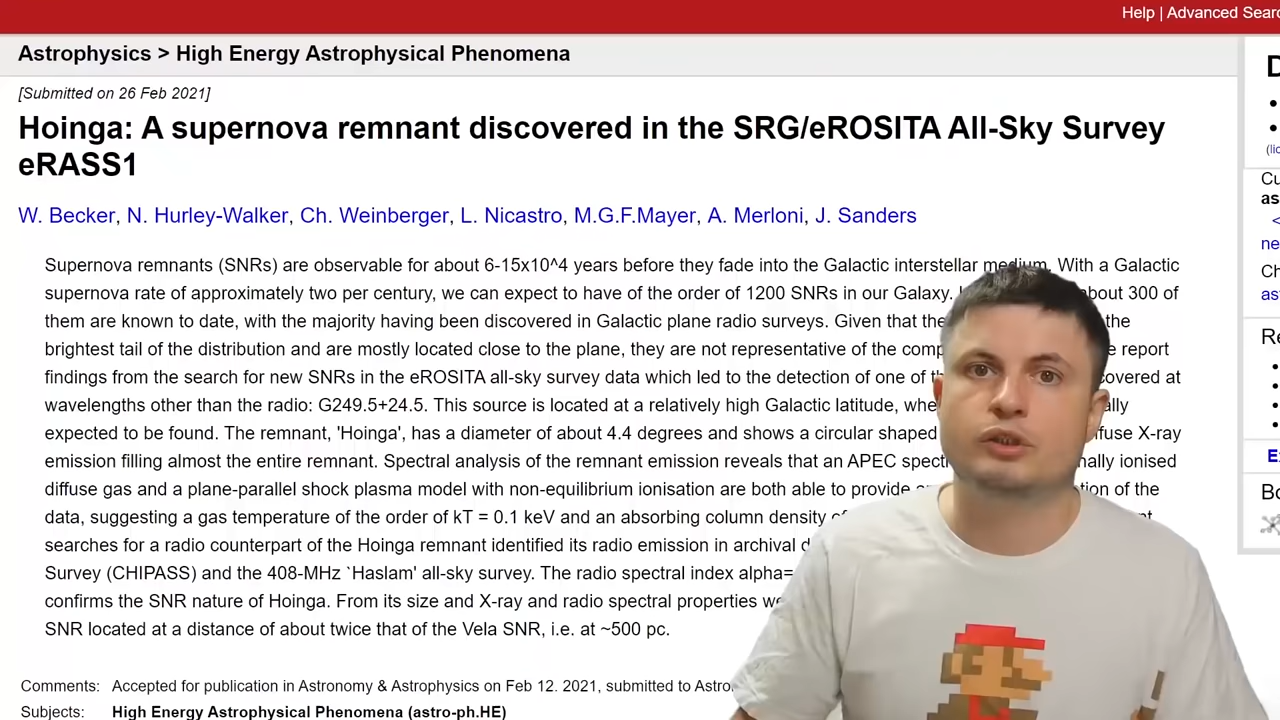 Help | Advanced Sear
Astrophysics > High Energy Astrophysical Phenomena
[Submitted on 26 Feb 2021]
Hoinga: A supernova remnant discovered in the SRG/eROSITA All-Sky Survey
eRASS1
W. Becker, N. Hurley-Walker, Ch. Weinberger, L. Nicastro, M.G.F.Mayer, A. Merloni, J. Sanders
Supernova remnants (SNRs) are observable for about 6-15x10^4 years before they fade into the Galactic interstellar medium. With a Galactic
supernova rate of approximately two per century, we can expect to have of the order of 1200 SNRs in our Galaxy. about 300 of
them are known to date, with the majority having been discovered in Galactic plane radio surveys. Given that the the
brightest tail of the distribution and are mostly located close to the plane, they are not representative of the comp report
findings from the search for new SNRs in the eROSITA all-sky survey data which led to the detection of one of covered at
wavelengths other than the radio: G249.5+24.5. This source is located at a relatively high Galactic latitude, whe ally
expected to be found. The remnant, 'Hoinga', has a diameter of about 4.4 degrees and shows a circular shaped ffuse X-ray
emission filling almost the entire remnant. Spectral analysis of the remnant emission reveals that an APEC spect nally ionised
diffuse gas and a plane-parallel shock plasma model with non-equilibrium ionisation are both able to provide tion of the
data, suggesting a gas temperature of the order of kT = 0.1 keV and an absorbing column density of
searches for a radio counterpart of the Hoinga remnant identified its radio emission in archival d
Survey (CHIPASS) and the 408-MHz `Haslam' all-sky survey. The radio spectral index alpha=
confirms the SNR nature of Hoinga. From its size and X-ray and radio spectral properties we
SNR located at a distance of about twice that of the Vela SNR, i.e. at ~500 pc.
Comments: Accepted for publication in Astronomy & Astrophysics on Feb 12. 2021, submitted to Astro
Subjects: High Energy Astrophysical Phenomena (astro-ph.HE)
D
(lic
Cu
as
<
ne
Ch
ast
Re
Ex
Bo